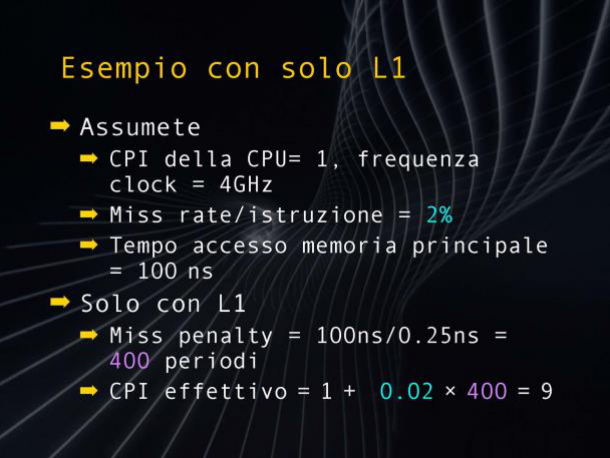 Esempio con solo L1
Assumete
CPI della CPU= 1, frequenza
clock = 4GHz
Miss rate/istruzione = 2%
Tempo accesso memoria principale
= 100 ns
Solo con L1
Miss penalty = 100ns/0.25ns =
400 periodi
CPI effettivo = 1 + 0.02 × 400 = 9